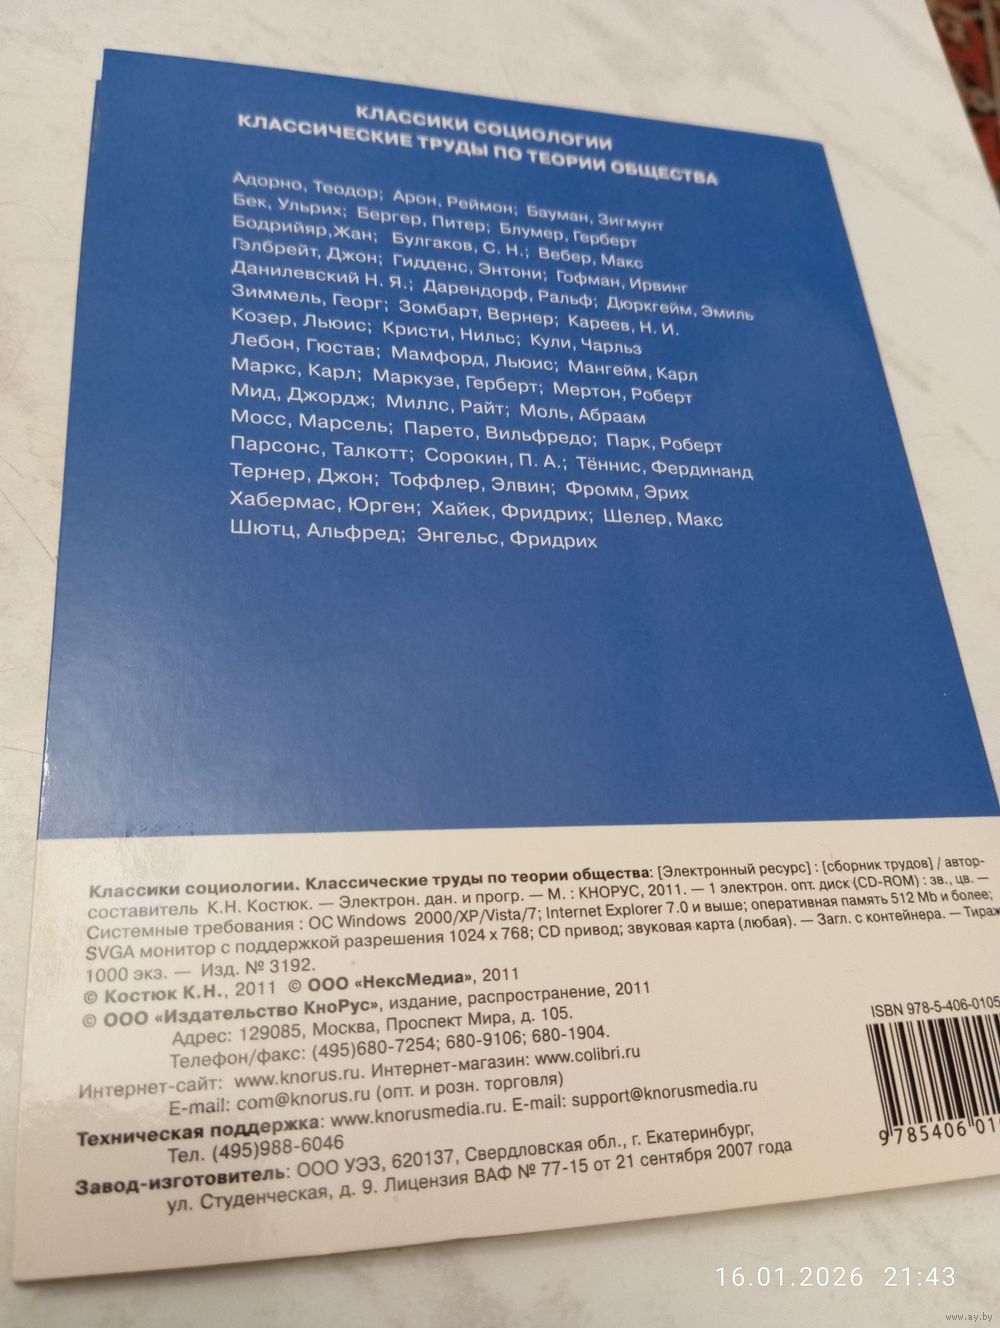 КЛАССИКИ СОЦИОЛОГИИ
КЛАССИЧЕСКИЕ ТРУДЫ ПО ТЕОРИИ ОБЩЕСТВА
Адорно, Теодор; Арон, Реймон; Бауман, Зигмунт
Бек, Ульрих; Бергер, Питер; Блумер, Герберт
Бодрийяр,Жан; Булгаков, С. Н.; Вебер, Макс
Гэлбрейт, Джон; Гидденс, Энтони; Гофман, Ирвинг
Данилевский Н. Я.; Дарендорф, Ральф; Дюркгейм, Эмиль
Зиммель, Георг; Зомбарт, Вернер; Кареев, Н. И.
Козер, Льюис; Кристи, Нильс; Кули, Чарльз
Лебон, Гюстав; Мамфорд, Льюис; Мангейм, Карл
Маркс, Карл; Маркузе, Герберт; Мертон, Роберт
Мид, Джордж; Миллс, Райт; Моль, Абраам
Мосс, Марсель; Парето, Вильфредо; Парк, Роберт
Парсонс, Талкотт; Сорокин, П. А.; Тённис, Фердинанд
Тернер, Джон; Тоффлер, Элвин; Фромм, Эрих
Хабермас, Юрген; Хайек, Фридрих; Шелер, Макс
Шютц, Альфред; Энгельс, Фридрих
Классики социологии. Классические труды по теории общества: [Электронный ресурс] : [сборник трудов] / автор-
составитель К.Н. Костюк. — Электрон. дан. и прогр. — М. : КНОРУС, 2011. — 1 электрон. опт. диск (CD-ROM) : зв., цв. —
Системные требования : ОС Windows 2000/XP/Vista/7; Internet Explorer 7.0 и выше; оперативная память 512 Mb и более;
SVGA монитор с поддержкой разрешения 1024 x 768; CD привод; звуковая карта (любая). — Загл. с контейнера. — Тираж
1000 экз. — Изд. № 3192.
© Костюк К.Н., 2011 © ООО «НексМедиа», 2011
© ООО «Издательство КноРус», издание, распространение, 2011
Адрес: 129085, Москва, Проспект Мира, д. 105.
Телефон/факс: (495)680-7254; 680-9106; 680-1904.
Интернет-сайт: www.knorus.ru. Интернет-магазин: www.colibri.ru
E-mail: com@knorus.ru (опт. и розн. торговля)
Техническая поддержка: www.knorusmedia.ru. E-mail: support@knorusmedia.ru
Тел. (495)988-6046
Завод-изготовитель: ООО УЭЗ, 620137, Свердловская обл., г. Екатеринбург,
ул. Студенческая, д. 9. Лицензия ВАФ № 77-15 от 21 сентября 2007 года
ISBN 978-5-406-0105
9 785406 01
16.01.2026 21:43
www.ay.by